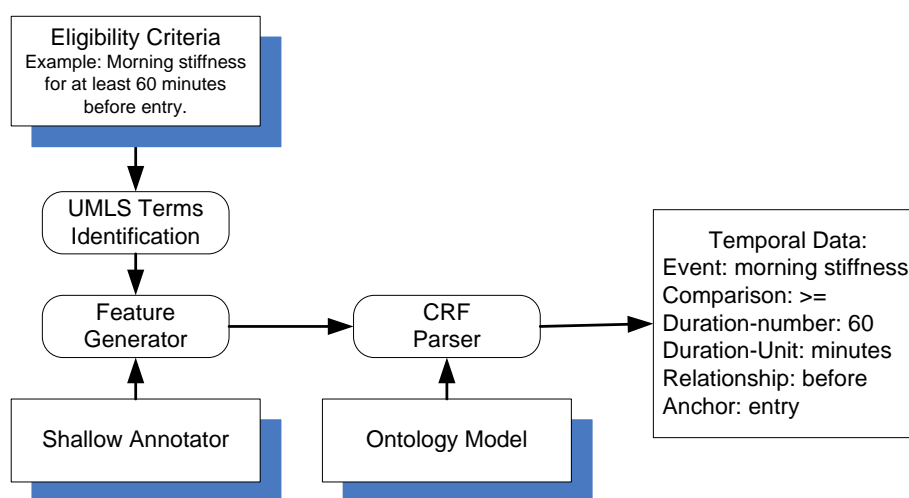 Eligibility Criteria
Example: Morning stiffness
for at least 60 minutes
before entry.
UMLS Terms
Identification
Feature
Generator
CRF
Parser
Temporal Data:
Event: morning stiffness
Comparison: >=
Duration-number: 60
Duration-Unit: minutes
Relationship: before
Anchor: entry
Shallow Annotator
Ontology Model